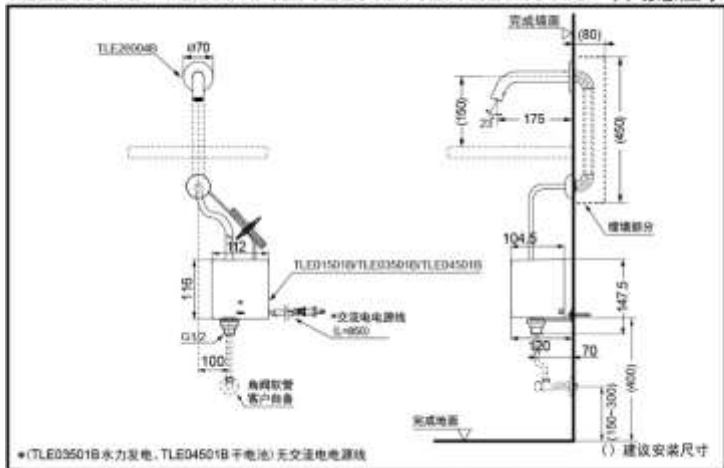 完成墙面
(80)
Ø70
TLE26004B
(150)
175
23
(450)
埋墙部分
112
104.5
TLE01501B/TLE03501B/TLE04501B
116
147.5
*交流电电源线
(L=850)
G1/2
120
70
100
(400)
角阀软管
客户自备
(150~300)
完成地面
*(TLE03501B水力发电、TLE04501B干电池)无交流电电源线
() 建议安装尺寸